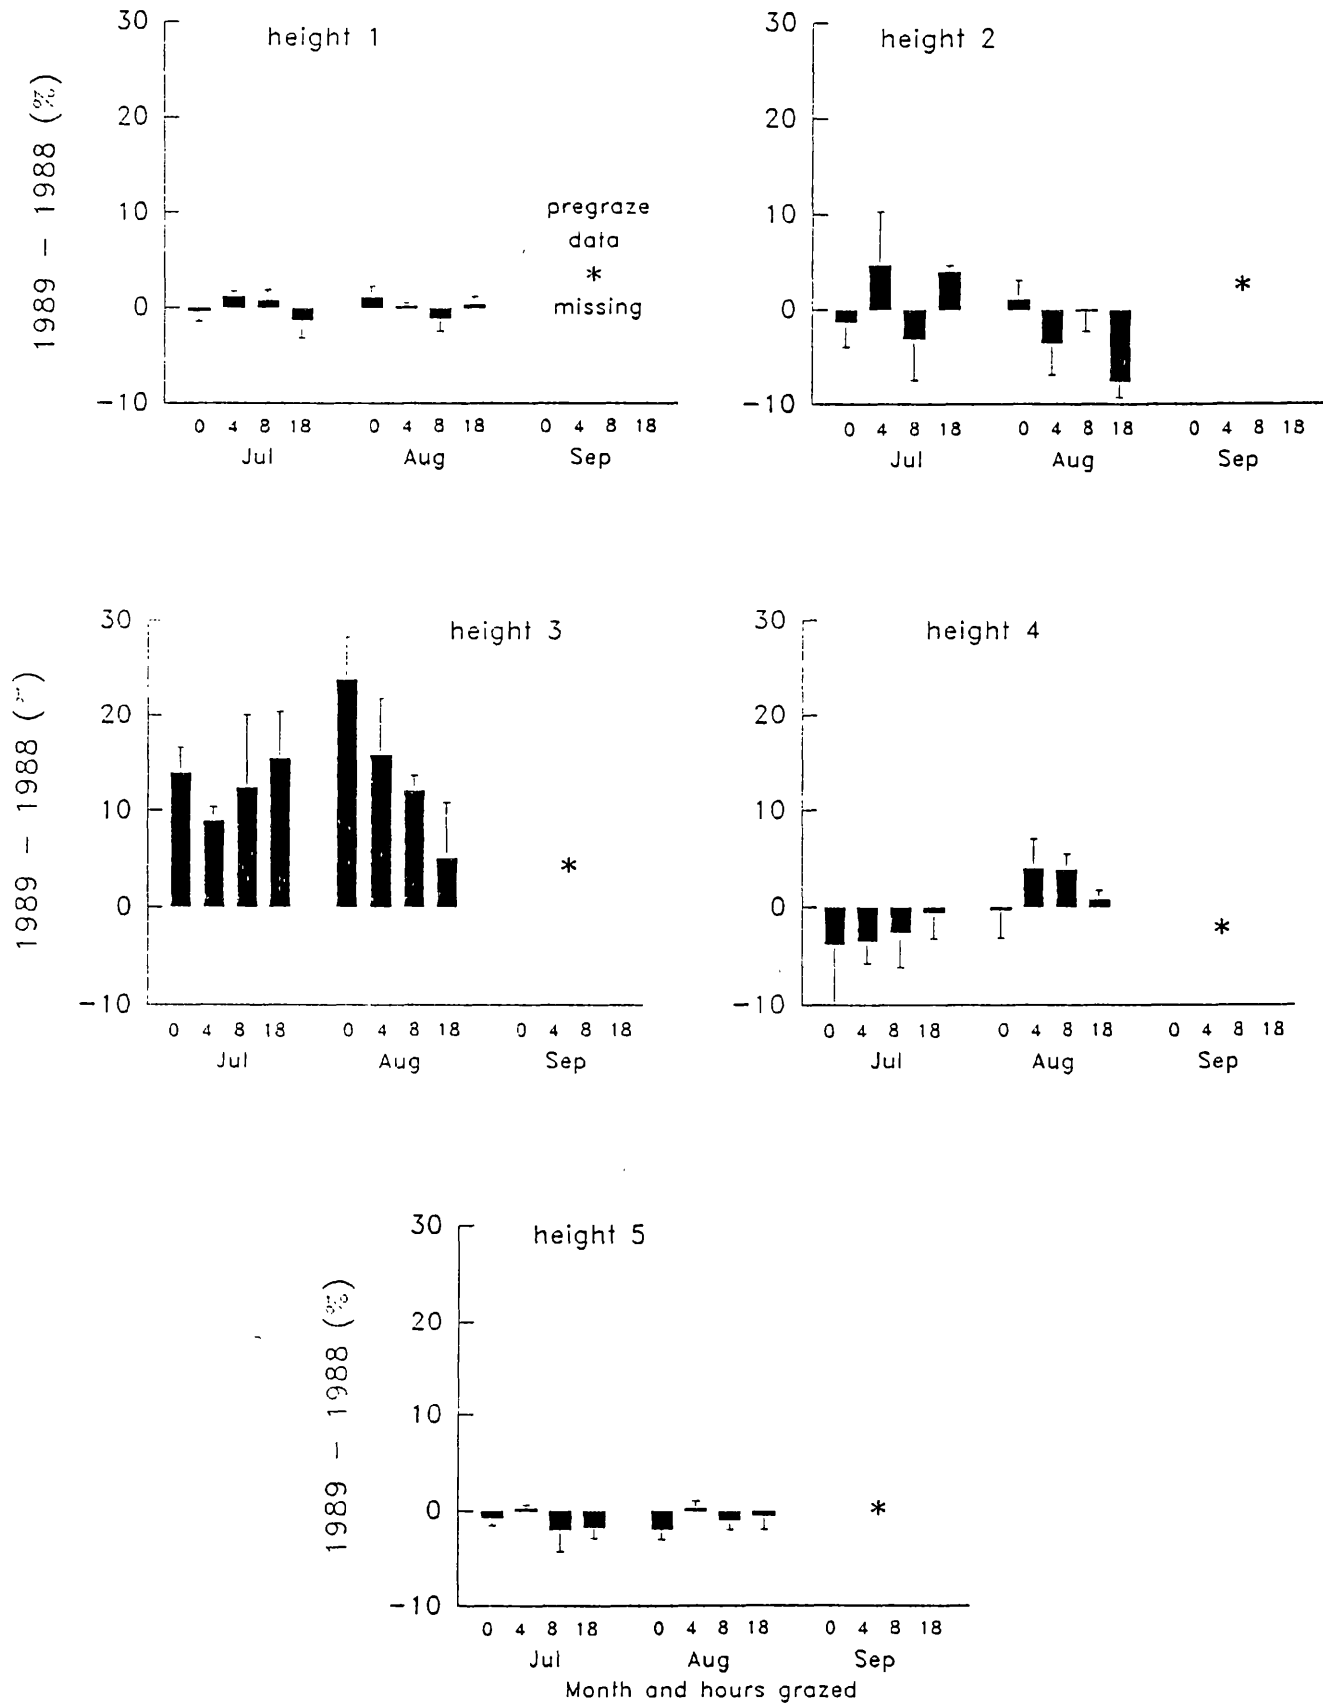 30
height 1
20
10
0
-10
1989 - 1988 (%)
pregraze
data
*
missing
0 4 8 18 0 4 8 18 0 4 8 18
Jul Aug Sep
30
height 2
20
10
0
-10
*
0 4 8 18 0 4 8 18 0 4 8 18
Jul Aug Sep
30
height 3
20
10
0
-10
1989 - 1988
*
0 4 8 18 0 4 8 18 0 4 8 18
Jul Aug Sep
30
height 4
20
10
0
-10
*
0 4 8 18 0 4 8 18 0 4 8 18
Jul Aug Sep
30
height 5
20
10
0
-10
1989 - 1988 (%)
*
0 4 8 18 0 4 8 18 0 4 8 18
Jul Aug Sep
Month and hours grazed